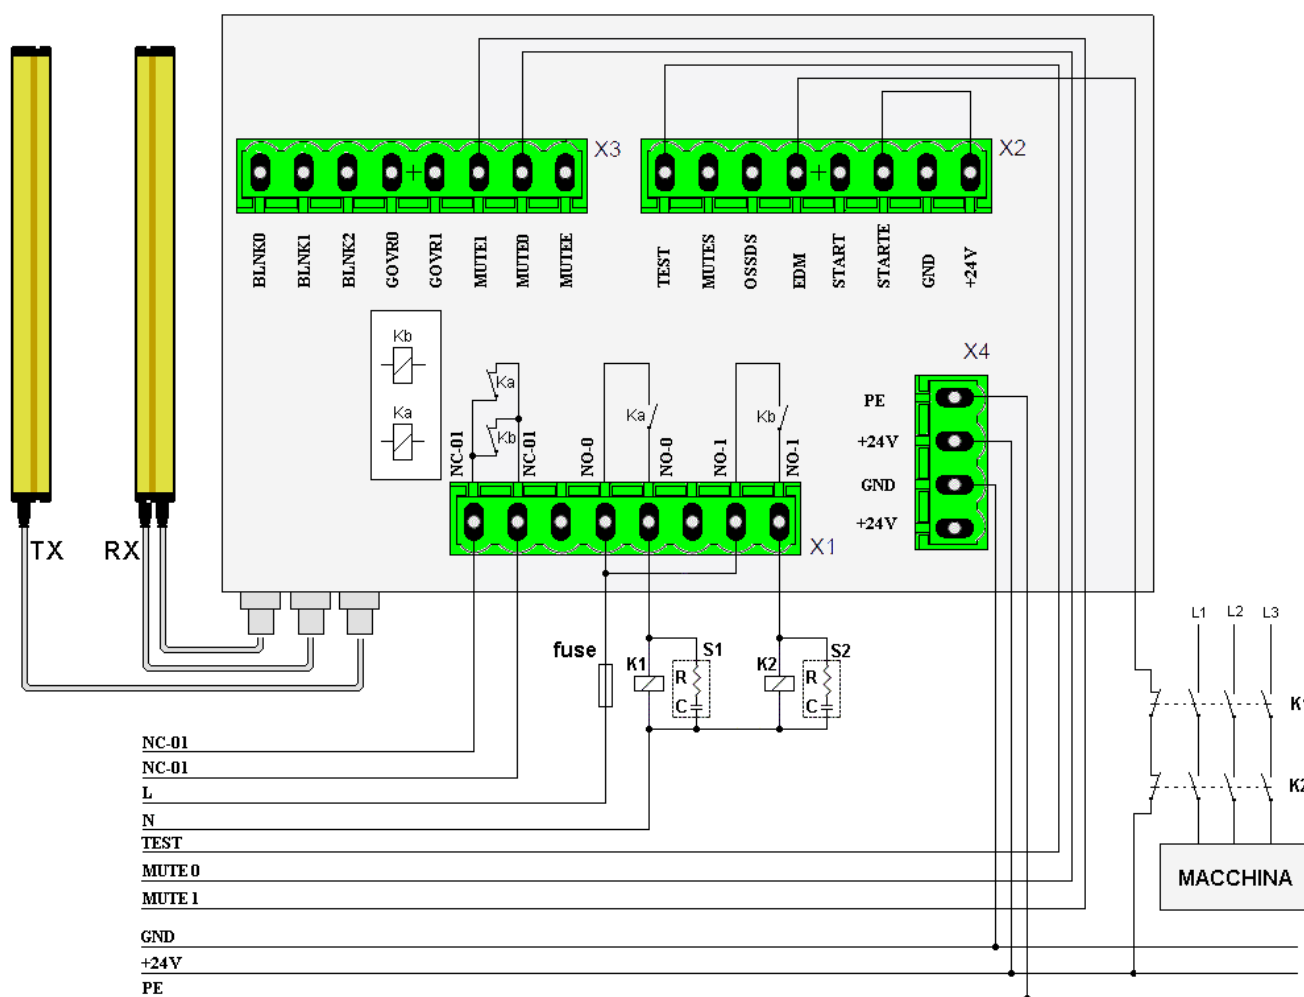 X3
X2
BLNK0
BLNK1
BLNK2
GOVR0
GOVR1
MUTE1
MUTE0
MUTEE
TEST
MUTES
OSSDS
EDM
START
STARTE
GND
+24V
Kb
Ka
Ka
Kb
Ka
Kb
NC-01
NC-01
NO-0
NO-0
NO-1
NO-1
X1
X4
PE
+24V
GND
+24V
TX
RX
fuse
K1
S1
R
C
K2
S2
R
C
L1
L2
L3
K1
K2
MACCHINA
NC-01
NC-01
L
N
TEST
MUTE 0
MUTE 1
GND
+24V
PE